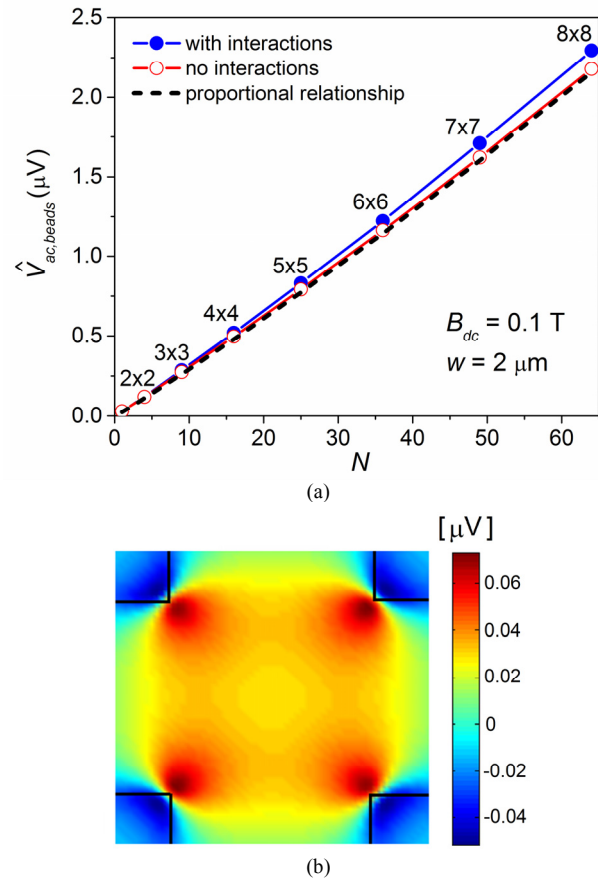 with interactions
no interactions
proportional relationship
V̂ac,beads (μV)
2.5
2.0
1.5
1.0
0.5
0.0
2x2
3x3
4x4
5x5
6x6
7x7
8x8
Bdc = 0.1 T
w = 2 μm
0 10 20 30 40 50 60
N
(a)
[μV]
0.06
0.04
0.02
0
-0.02
-0.04
(b)